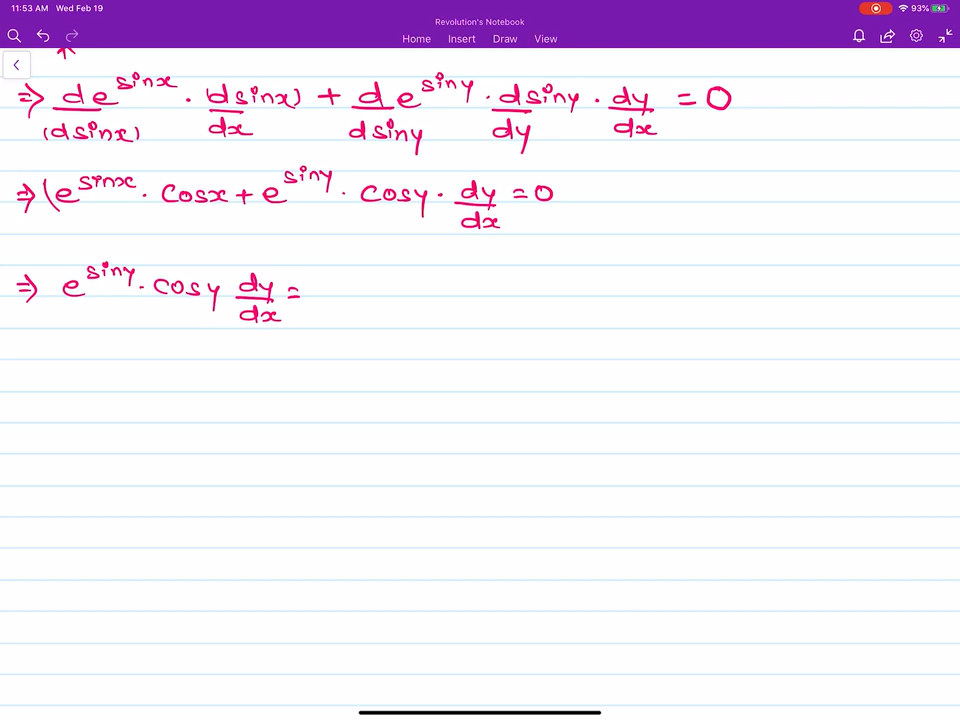 11:53 AM Wed Feb 19
93%
Revolution's Notebook
Home Insert Draw View
⇒ de^sinx/(dsinx) · (dsinx)/dx + de^siny/dsiny · dsiny/dy · dy/dx = 0
⇒ (e^sinx · cosx + e^siny · cosy · dy/dx = 0
⇒ e^siny · cosy dy/dx =